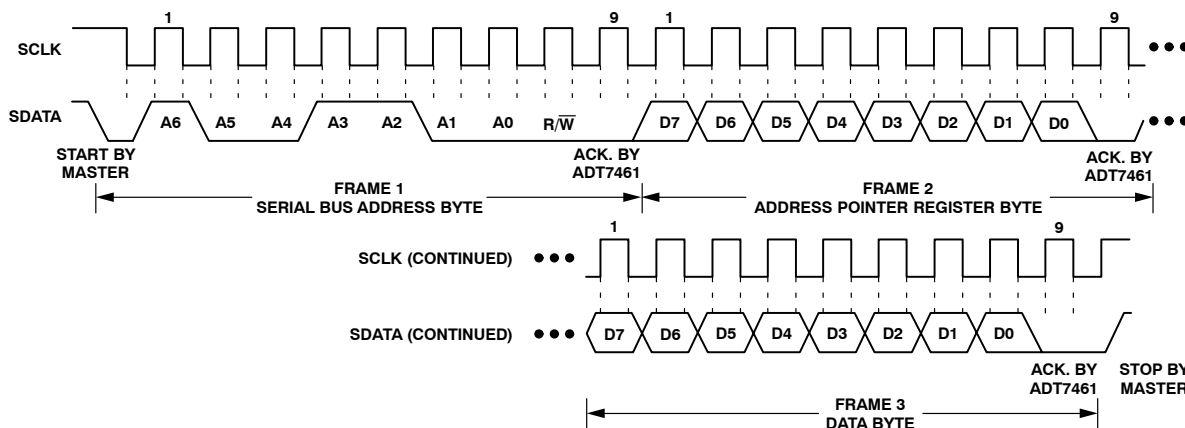 1 9 1 9
SCLK
SDATA A6 A5 A4 A3 A2 A1 A0 R/W̅ D7 D6 D5 D4 D3 D2 D1 D0
START BY
MASTER
ACK. BY
ADT7461
ACK. BY
ADT7461
FRAME 1
SERIAL BUS ADDRESS BYTE
FRAME 2
ADDRESS POINTER REGISTER BYTE
1 9
SCLK (CONTINUED)
SDATA (CONTINUED) D7 D6 D5 D4 D3 D2 D1 D0
ACK. BY
ADT7461
STOP BY
MASTER
FRAME 3
DATA BYTE